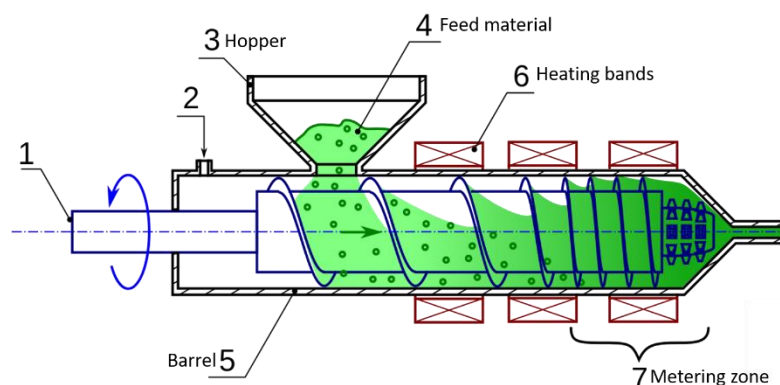 3 Hopper
4 Feed material
6 Heating bands
2
1
Barrel 5
7 Metering zone